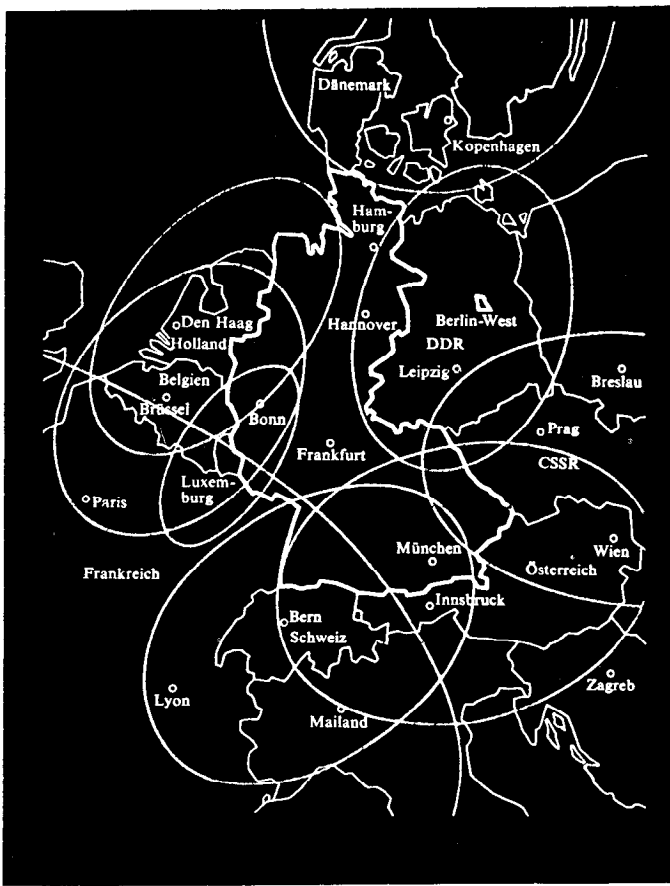 Dänemark
Kopenhagen
Ham-
burg
Den Haag
Holland
Hannover
Berlin-West
DDR
Belgien
Leipzig
Breslau
Brüssel
Bonn
Prag
Frankfurt
CSSR
Luxem-
burg
Paris
München
Wien
Frankreich
Österreich
Innsbruck
Bern
Schweiz
Zagreb
Lyon
Mailand